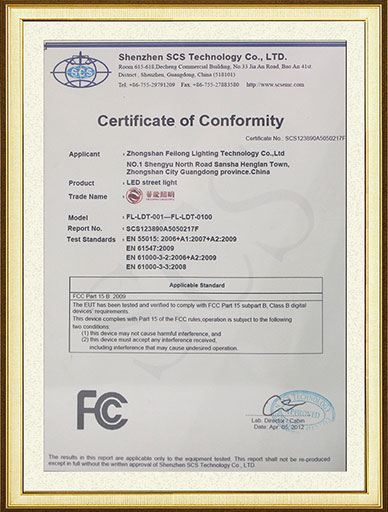 SCS
Shenzhen SCS Technology Co., LTD.
Room 615-618,Decheng Commercial Building, No.33 Jia An Road, Bao An 41st.
District , Shenzhen, Guangdong, China (518101)
Tel: +86-755-29791209 Fax: +86-755-27883580 http://www.scsemc.com
Certificate of Conformity
Certificate No.: SCS123890A5050217F
Applicant : Zhongshan Feilong Lighting Technology Co.,Ltd
NO.1 Shengyu North Road Sansha Henglan Town,
Zhongshan City Guangdong province.China
Product : LED street light
Trade Name :
Model : FL-LDT-001—FL-LDT-0100
Report No. : SCS123890A5050217F
Test Standards : EN 55015: 2006+A1:2007+A2:2009
EN 61547:2009
EN 61000-3-2:2006+A2:2009
EN 61000-3-3:2008
Applicable Standard
FCC Part 15 B 2009
The EUT has been tested and verified to comply with FCC Part 15 subpart B, Class B digital
devices' requirements.
This device complies with Part 15 of the FCC rules,operation is subject to the following
two conditions:
(1) this device may not cause harmful interference, and
(2) this device must accept any interference received,
including interference that may cause undesired operation.
FCC
Lab. Director / Cabin
Date: Apr. 05, 2012
The results in this report are applicable only to the equipment tested. This report shall not be re-produced
except in full without the written approval of Shenzhen SCS Technology Co., LTD.